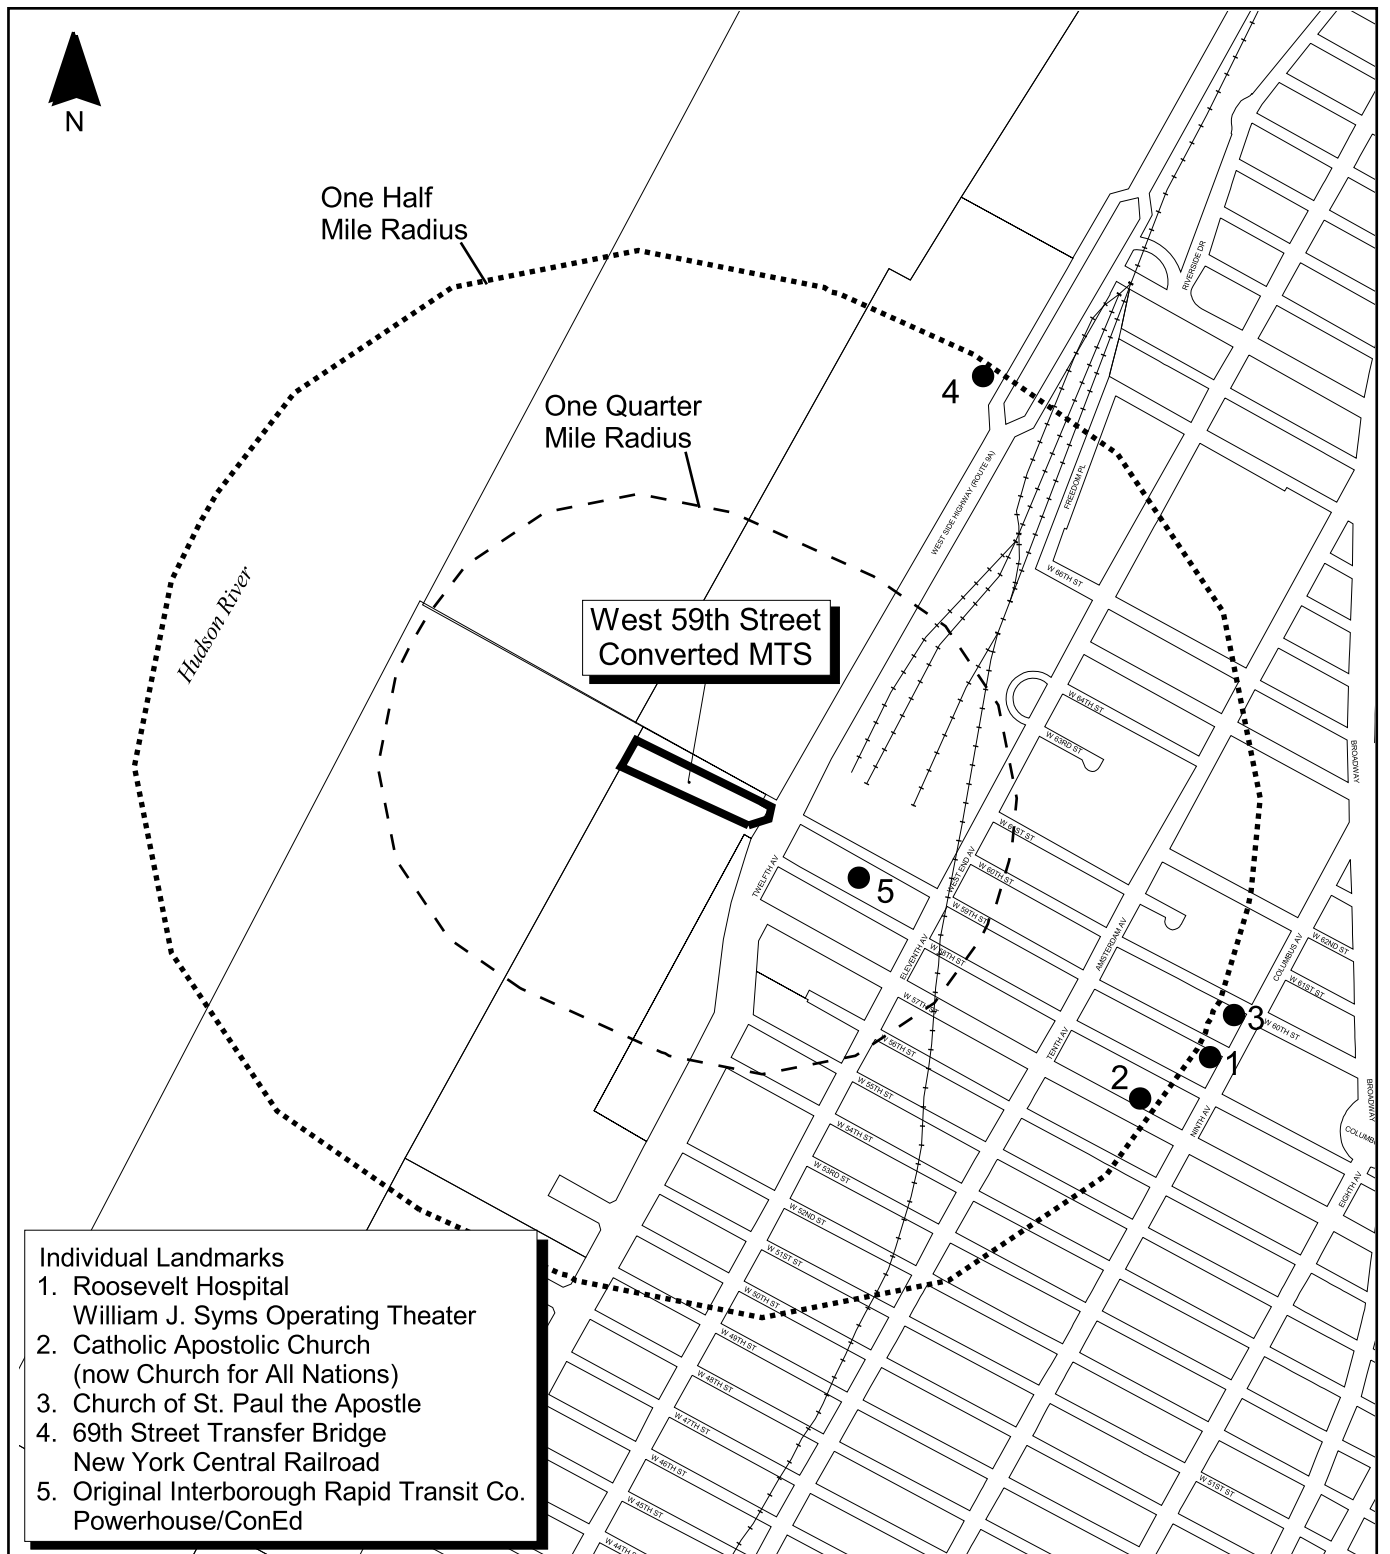 N
One Half
Mile Radius
RIVERSIDE DR
4
One Quarter
Mile Radius
WEST SIDE HIGHWAY (ROUTE 9A)
FREEDOM PL
W 66TH ST
Hudson River
West 59th Street
Converted MTS
W 64TH ST
W 63RD ST
BROADWAY
W 61ST ST
W 60TH ST
WEST END AV
TWELFTH AV
5
W 59TH ST
AMSTERDAM AV
COLUMBUS AV
W 62ND ST
ELEVENTH AV
W 58TH ST
W 61ST ST
W 57TH ST
3
W 60TH ST
TENTH AV
W 56TH ST
1
2
W 55TH ST
NINTH AV
BROADWAY
W 54TH ST
EIGHTH AV
W 53RD ST
W 52ND ST
W 51ST ST
W 50TH ST
W 49TH ST
W 48TH ST
W 47TH ST
W 46TH ST
W 51ST ST
W 45TH ST
Individual Landmarks
1. Roosevelt Hospital
William J. Syms Operating Theater
2. Catholic Apostolic Church
(now Church for All Nations)
3. Church of St. Paul the Apostle
4. 69th Street Transfer Bridge
New York Central Railroad
5. Original Interborough Rapid Transit Co.
Powerhouse/ConEd